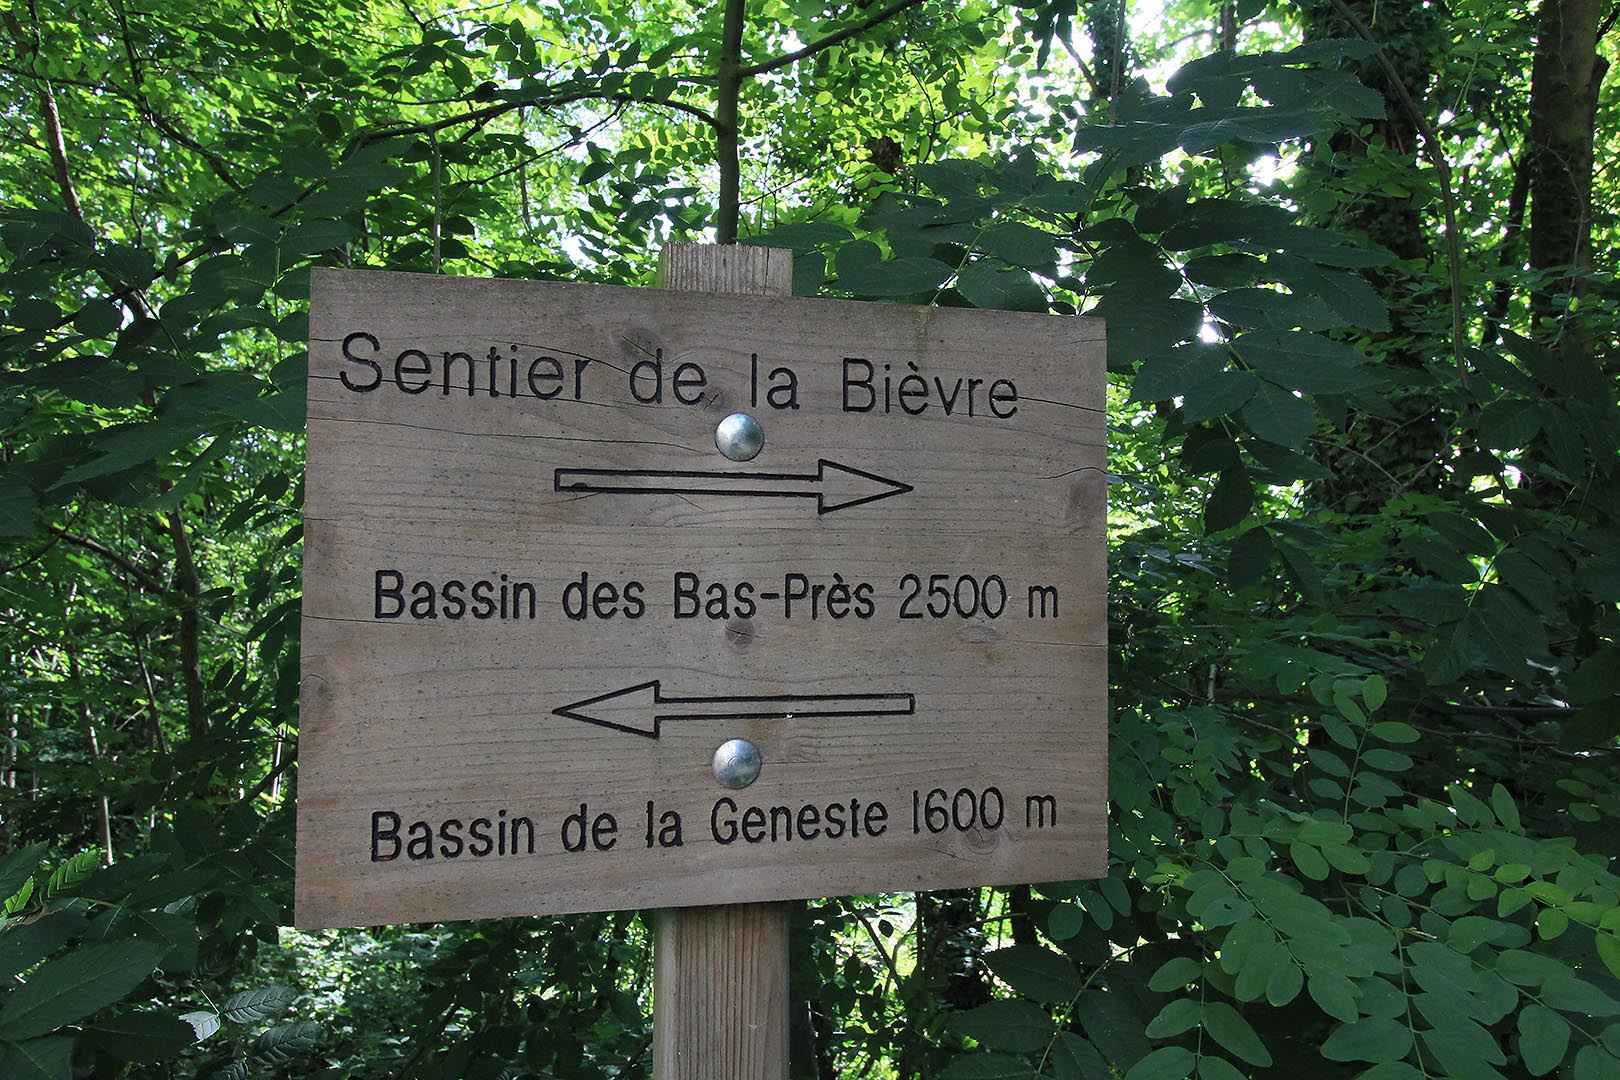 Sentier de la Bièvre
Bassin des Bas-Près 2500 m
Bassin de la Geneste 1600 m